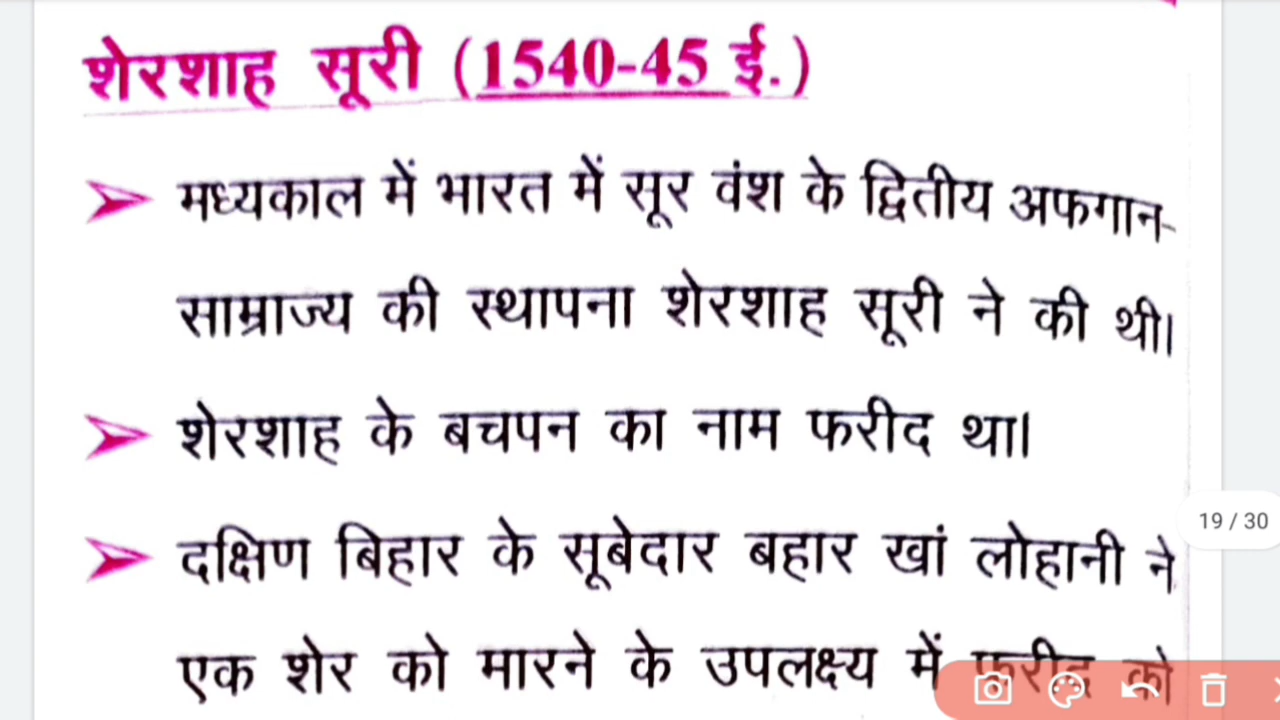 शेरशाह सूरी (1540-45 ई.)
मध्यकाल में भारत में सूर वंश के द्वितीय अफगान-
साम्राज्य की स्थापना शेरशाह सूरी ने की थी।
शेरशाह के बचपन का नाम फरीद था।
दक्षिण बिहार के सूबेदार बहार खां लोहानी ने
19 / 30
एक शेर को मारने के उपलक्ष्य में फरीद को